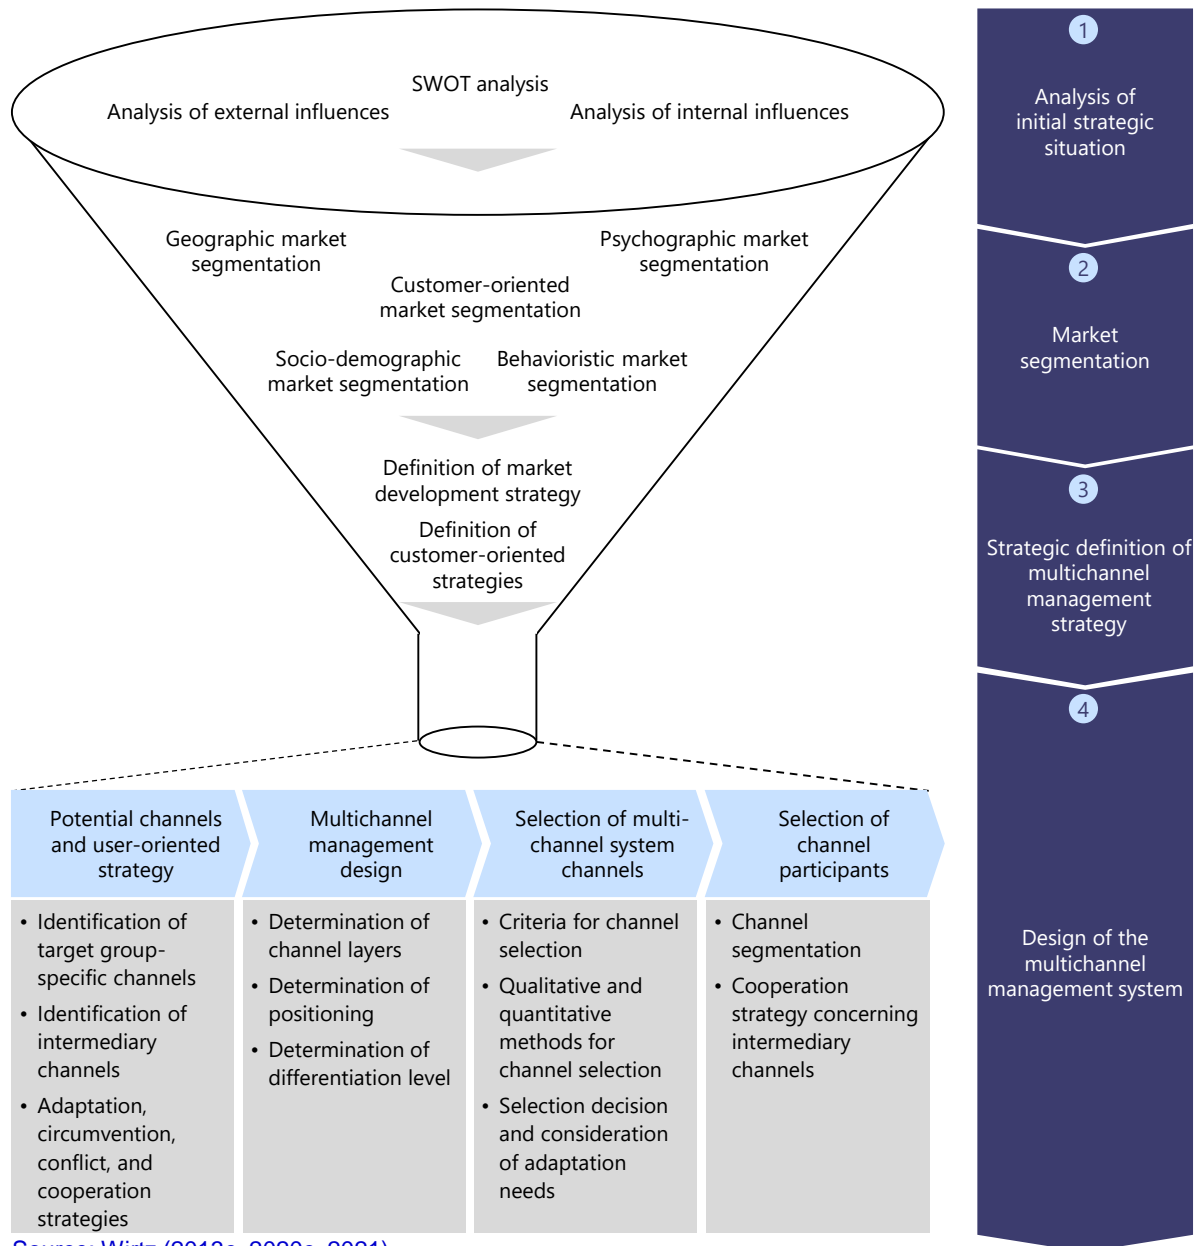 SWOT analysis
Analysis of external influences
Analysis of internal influences
Geographic market
segmentation
Psychographic market
segmentation
Customer-oriented
market segmentation
Socio-demographic
market segmentation
Behavioristic market
segmentation
Definition of market
development strategy
Definition of
customer-oriented
strategies
1
Analysis of
initial strategic
situation
2
Market
segmentation
3
Strategic definition of
multichannel
management
strategy
4
Design of the
multichannel
management system
Potential channels
and user-oriented
strategy
• Identification of
target group-
specific channels
• Identification of
intermediary
channels
• Adaptation,
circumvention,
conflict, and
cooperation
strategies
Multichannel
management
design
• Determination of
channel layers
• Determination of
positioning
• Determination of
differentiation level
Selection of multi-
channel system
channels
• Criteria for channel
selection
• Qualitative and
quantitative
methods for
channel selection
• Selection decision
and consideration
of adaptation
needs
Selection of
channel
participants
• Channel
segmentation
• Cooperation
strategy concerning
intermediary
channels